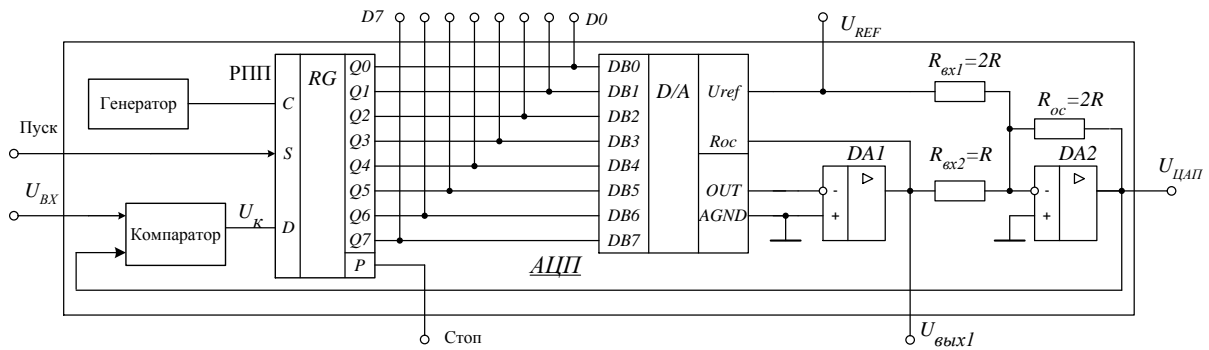 D7 D0
U_REF
РПП
RG
Генератор
C
Пуск
S
U_ВХ
Компаратор
U_К
D
Q0
Q1
Q2
Q3
Q4
Q5
Q6
Q7
P
Стоп
АЦП
DB0
DB1
DB2
DB3
DB4
DB5
DB6
DB7
D/A
Uref
Roc
OUT
AGND
DA1
-
+
R_вх1=2R
R_ос=2R
R_вх2=R
DA2
-
+
U_ЦАП
U_вых1